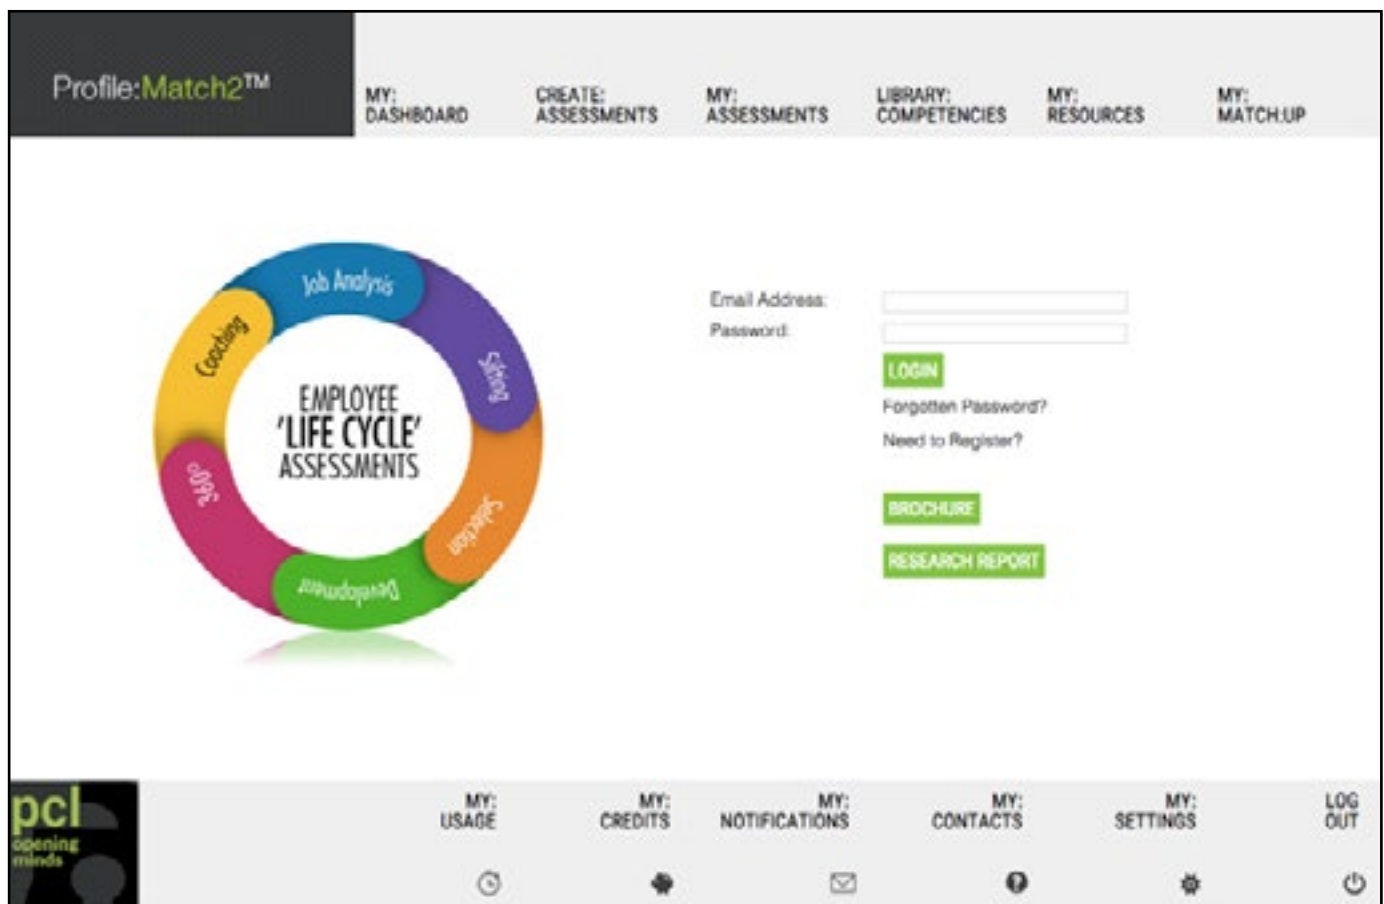 Profile:Match2™
MY:
DASHBOARD
CREATE:
ASSESSMENTS
MY:
ASSESSMENTS
LIBRARY:
COMPETENCIES
MY:
RESOURCES
MY:
MATCH:UP
Job Analysis
Sifting
Selection
Development
360°
Coaching
EMPLOYEE
'LIFE CYCLE'
ASSESSMENTS
Email Address:
Password:
LOGIN
Forgotten Password?
Need to Register?
BROCHURE
RESEARCH REPORT
pcl
opening
minds
MY:
USAGE
MY:
CREDITS
MY:
NOTIFICATIONS
MY:
CONTACTS
MY:
SETTINGS
LOG
OUT